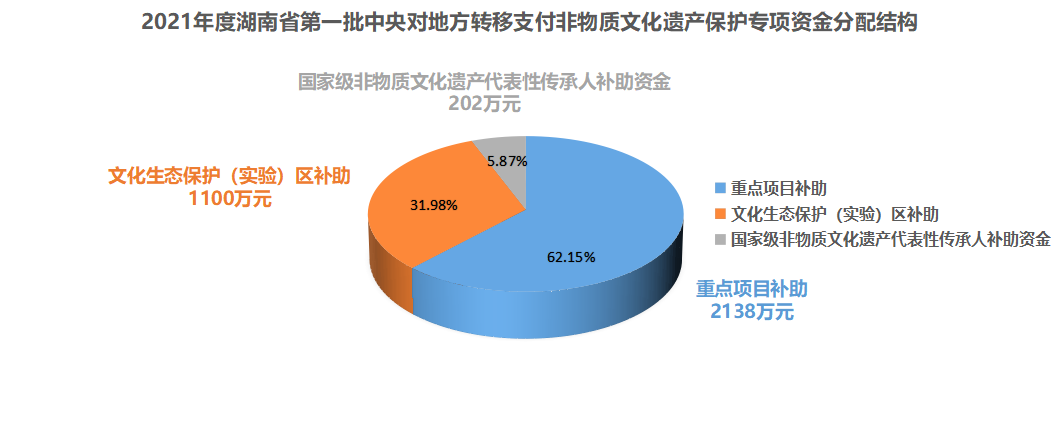 2021年度湖南省第一批中央对地方转移支付非物质文化遗产保护专项资金分配结构
国家级非物质文化遗产代表性传承人补助资金
202万元
5.87%
文化生态保护（实验）区补助
1100万元
31.98%
62.15%
重点项目补助
文化生态保护（实验）区补助
国家级非物质文化遗产代表性传承人补助资金
重点项目补助
2138万元